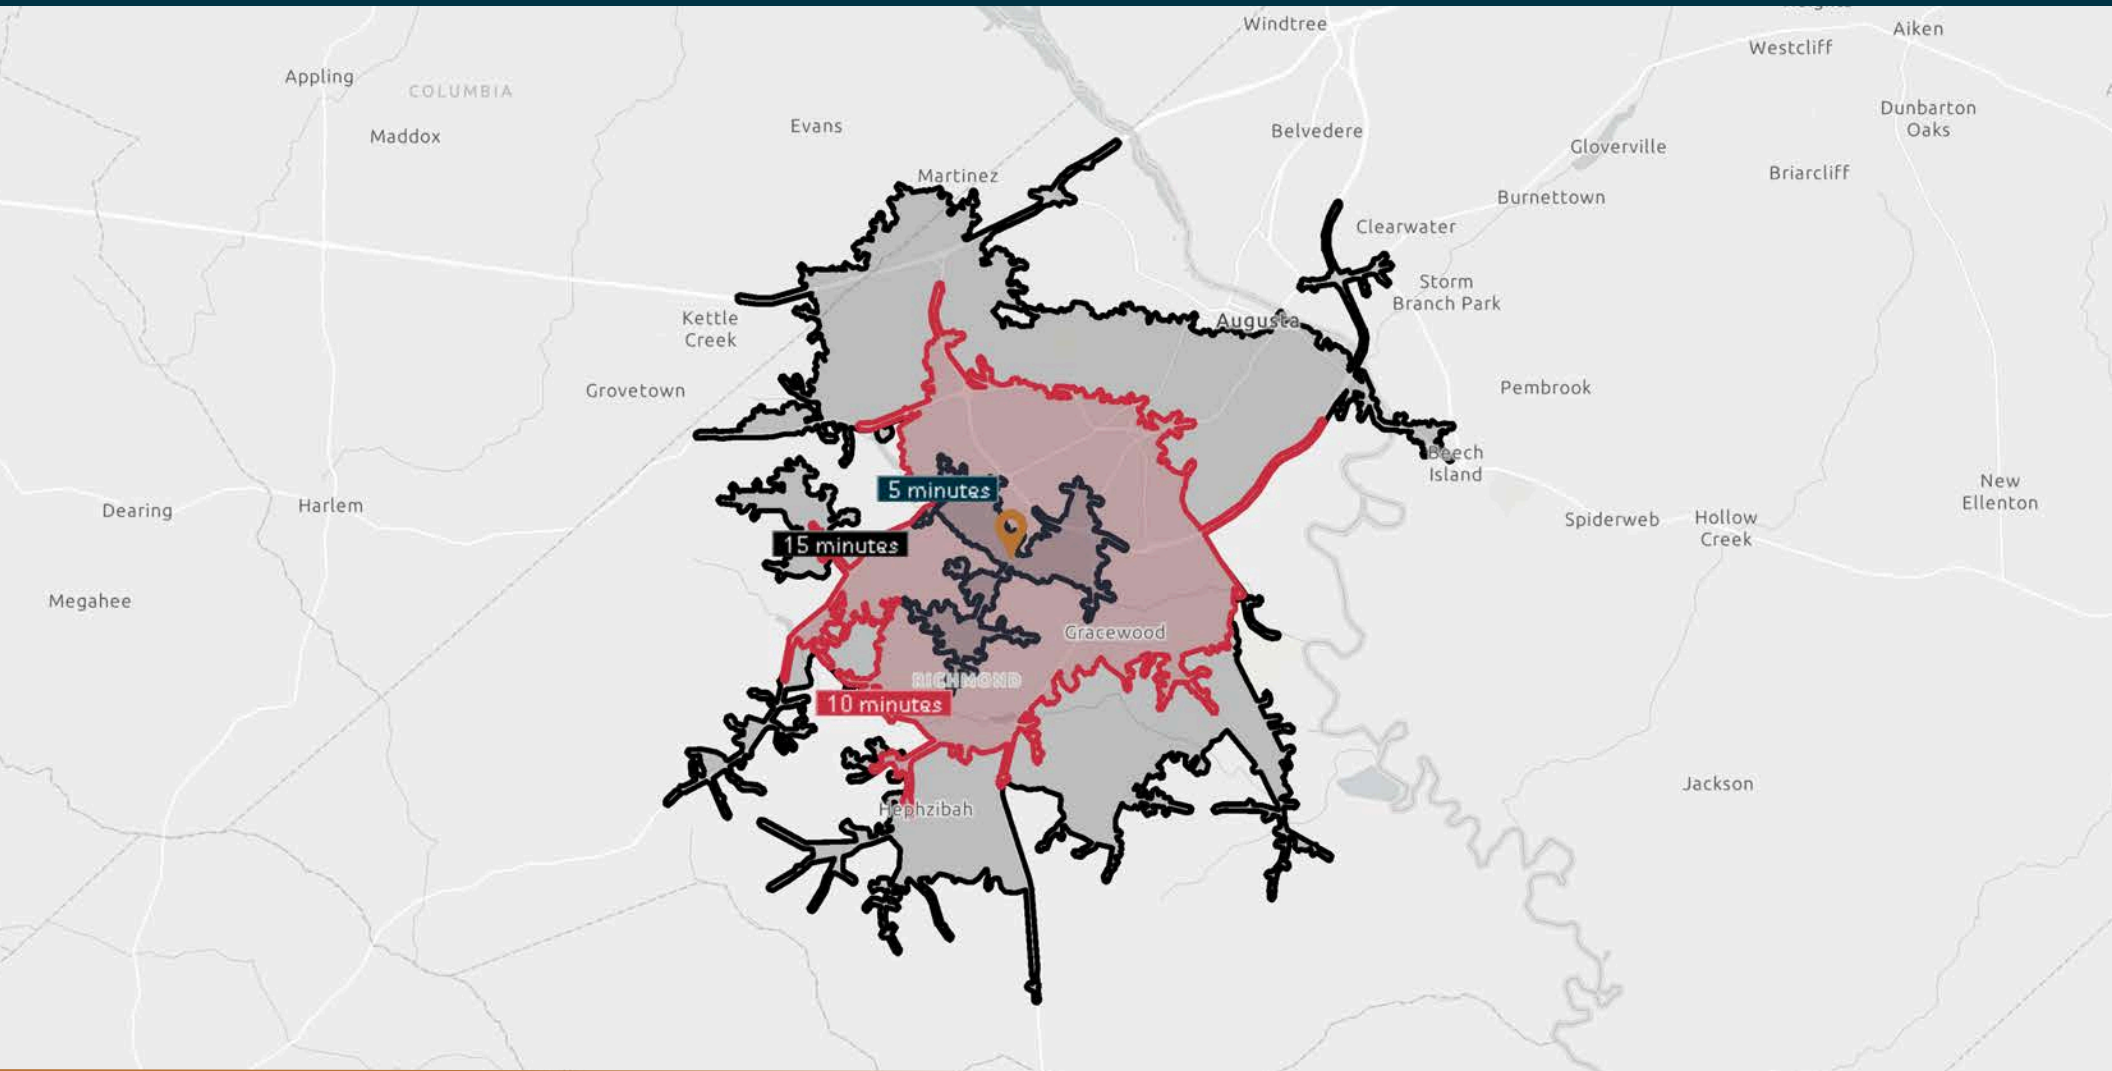 Windtree
Aiken
Westcliff
Appling
COLUMBIA
Dunbarton
Oaks
Evans
Belvedere
Maddox
Gloverville
Martinez
Briarcliff
Burnettown
Clearwater
Storm
Branch Park
Kettle
Creek
Augusta
Grovetown
Pembrook
Beech
Island
5 minutes
New
Ellenton
Harlem
Dearing
Spiderweb
Hollow
Creek
15 minutes
Megahee
Gracewood
RICHMOND
10 minutes
Jackson
Hephzibah